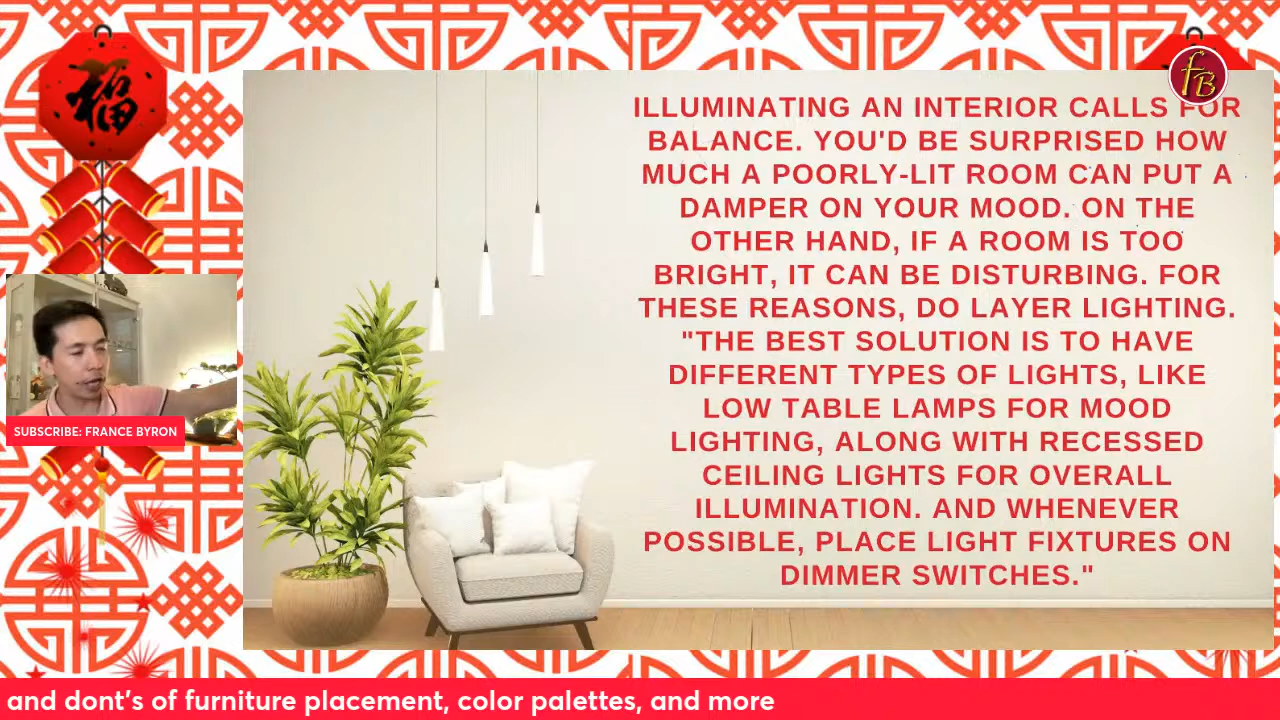 福
fB
ILLUMINATING AN INTERIOR CALLS FOR
BALANCE. YOU'D BE SURPRISED HOW
MUCH A POORLY-LIT ROOM CAN PUT A
DAMPER ON YOUR MOOD. ON THE
OTHER HAND, IF A ROOM IS TOO
BRIGHT, IT CAN BE DISTURBING. FOR
THESE REASONS, DO LAYER LIGHTING.
"THE BEST SOLUTION IS TO HAVE
DIFFERENT TYPES OF LIGHTS, LIKE
LOW TABLE LAMPS FOR MOOD
LIGHTING, ALONG WITH RECESSED
CEILING LIGHTS FOR OVERALL
ILLUMINATION. AND WHENEVER
POSSIBLE, PLACE LIGHT FIXTURES ON
DIMMER SWITCHES."
SUBSCRIBE: FRANCE BYRON
and dont's of furniture placement, color palettes, and more